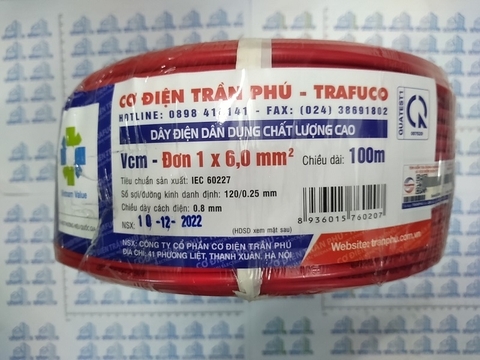 CƠ ĐIỆN TRẦN PHÚ - TRAFUCO
FAX: (024) 38691802
DÂY ĐIỆN DÂN DỤNG CHẤT LƯỢNG CAO
Vcm - Đơn 1 x 6,0 mm²
Chiều dài: 100m
Tiêu chuẩn sản xuất: IEC 60227
Số sợi/đường kính danh định: 120/0.25 mm
Chiều dày cách điện: 0.8 mm
NSX: 10-12-2022
(HDSD xem mặt sau)
NSX: CÔNG TY CỔ PHẦN CƠ ĐIỆN TRẦN PHÚ
ĐỊA CHỈ: 41 PHƯƠNG LIỆT, THANH XUÂN, HÀ NỘI
QUATEST1
8 936015 760207
Website: tranphu.com
Value